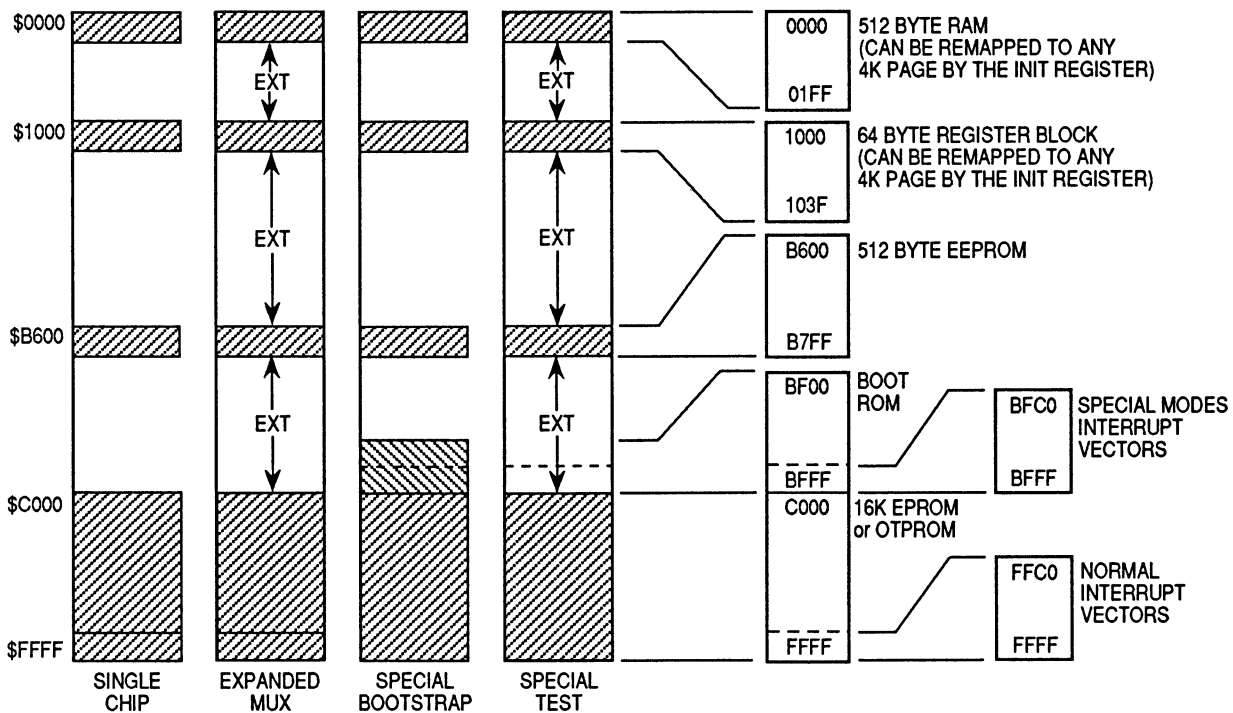 $0000
$1000
$B600
$C000
$FFFF
EXT
EXT
EXT
EXT
EXT
EXT
SINGLE
CHIP
EXPANDED
MUX
SPECIAL
BOOTSTRAP
SPECIAL
TEST
0000
01FF
512 BYTE RAM
(CAN BE REMAPPED TO ANY
4K PAGE BY THE INIT REGISTER)
1000
103F
64 BYTE REGISTER BLOCK
(CAN BE REMAPPED TO ANY
4K PAGE BY THE INIT REGISTER)
B600
B7FF
512 BYTE EEPROM
BF00
BFFF
BOOT
ROM
BFC0
BFFF
SPECIAL MODES
INTERRUPT
VECTORS
C000
FFFF
16K EPROM
or OTPROM
FFC0
FFFF
NORMAL
INTERRUPT
VECTORS